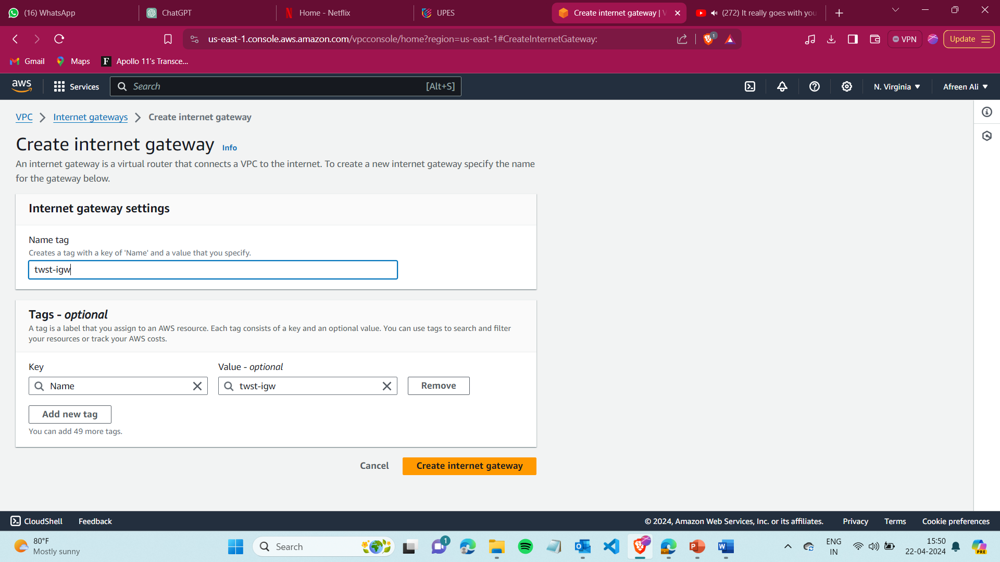 (16) WhatsApp
ChatGPT
Home - Netflix
UPES
Create internet gateway | V
(272) It really goes with you
us-east-1.console.aws.amazon.com/vpcconsole/home?region=us-east-1#CreateInternetGateway:
1
VPN
Update
Gmail
Maps
F
Apollo 11's Transce...
aws
Services
Search
[Alt+S]
N. Virginia
Afreen Ali
VPC
Internet gateways
Create internet gateway
Create internet gateway Info
An internet gateway is a virtual router that connects a VPC to the internet. To create a new internet gateway specify the name
for the gateway below.
Internet gateway settings
Name tag
Creates a tag with a key of 'Name' and a value that you specify.
twst-igw
Tags - optional
A tag is a label that you assign to an AWS resource. Each tag consists of a key and an optional value. You can use tags to search and filter
your resources or track your AWS costs.
Key
Value - optional
Name
twst-igw
Remove
Add new tag
You can add 49 more tags.
Cancel
Create internet gateway
CloudShell
Feedback
© 2024, Amazon Web Services, Inc. or its affiliates.
Privacy
Terms
Cookie preferences
80°F
Mostly sunny
Search
1
P
W
ENG
IN
15:50
22-04-2024
PRE